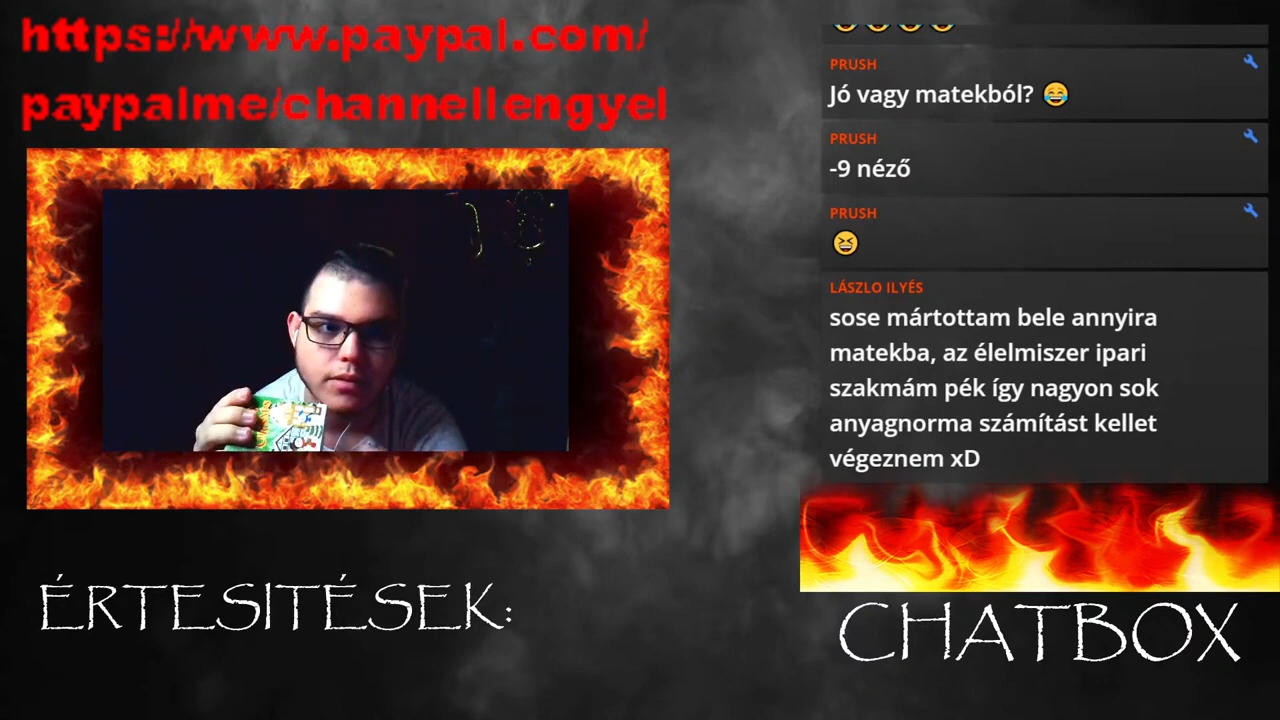 https://www.paypal.com/
paypalme/channellengyel
PRUSH
Jó vagy matekból? 😂
PRUSH
-9 néző
PRUSH
😆
LÁSZLO ILYÉS
sose mártottam bele annyira
matekba, az élelmiszer ipari
szakmám pék így nagyon sok
anyagnorma számítást kellet
végeznem xD
ÉRTESITÉSEK:
CHATBOX